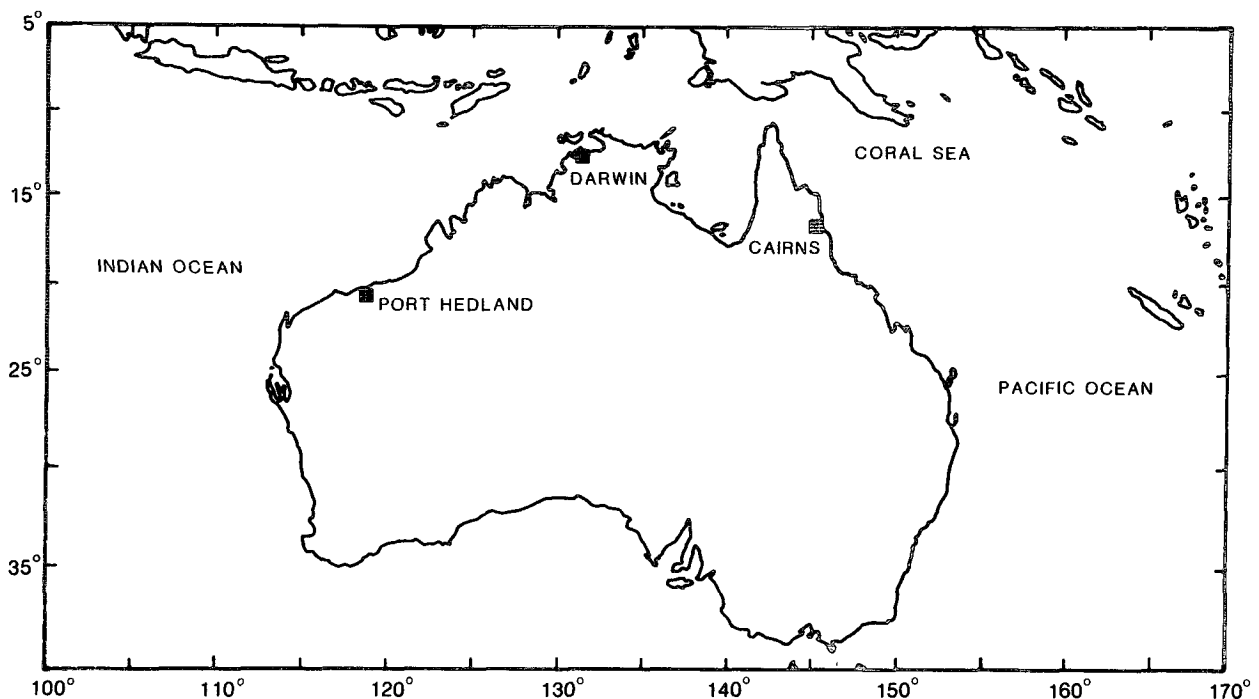 5°
CORAL SEA
DARWIN
15°
CAIRNS
INDIAN OCEAN
PORT HEDLAND
25°
PACIFIC OCEAN
35°
100° 110° 120° 130° 140° 150° 160° 170°